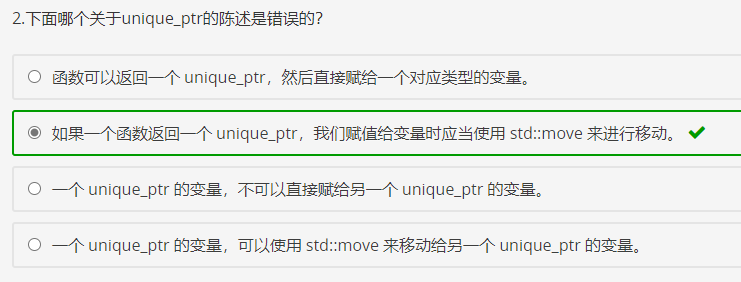 2.下面哪个关于unique_ptr的陈述是错误的?
函数可以返回一个 unique_ptr，然后直接赋给一个对应类型的变量。
如果一个函数返回一个 unique_ptr，我们赋值给变量时应当使用 std::move 来进行移动。
一个 unique_ptr 的变量，不可以直接赋给另一个 unique_ptr 的变量。
一个 unique_ptr 的变量，可以使用 std::move 来移动给另一个 unique_ptr 的变量。